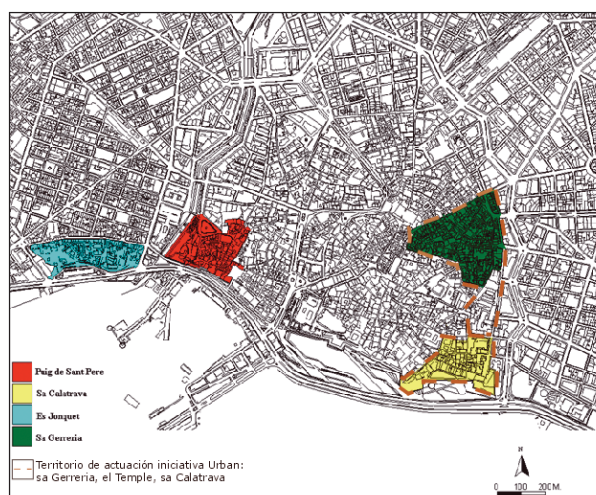 Puig de Sant Pere
Sa Calatrava
Es Jonquet
Sa Gerreria
Territorio de actuación iniciativa Urban:
sa Gerreria, el Temple, sa Calatrava
N
0 100 200 M.